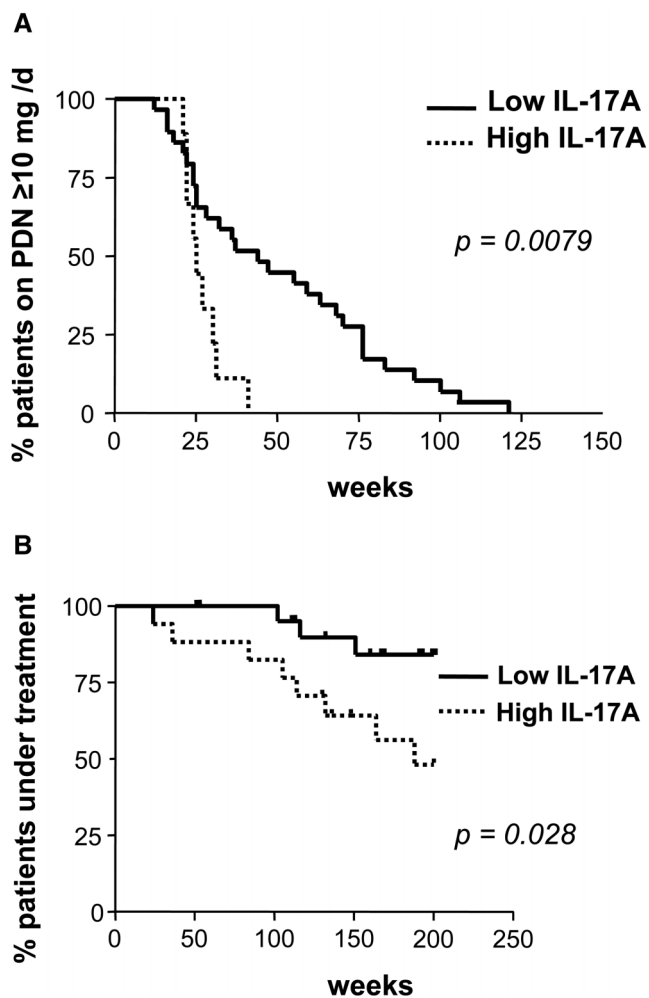 A
% patients on PDN ≥10 mg /d
100
75
50
25
0
0 25 50 75 100 125 150
weeks
Low IL-17A
High IL-17A
p = 0.0079
B
% patients under treatment
100
75
50
25
0
0 50 100 150 200 250
weeks
Low IL-17A
High IL-17A
p = 0.028